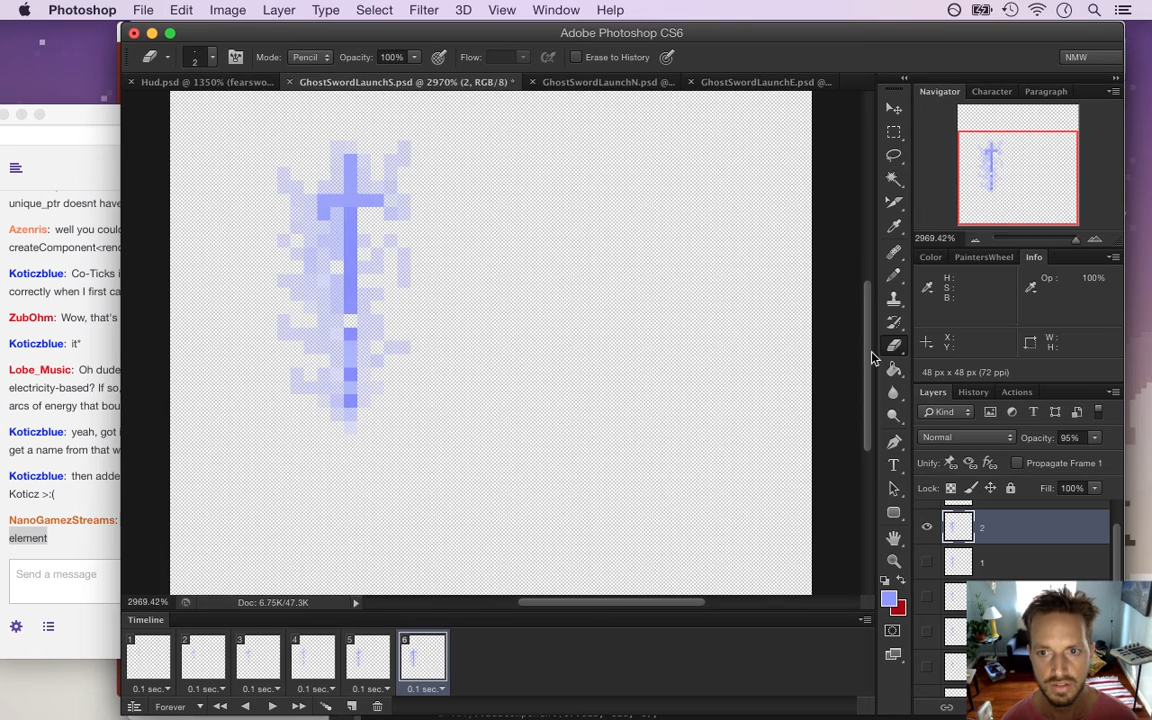 Photoshop File Edit Image Layer Type Select Filter 3D View Window Help
Adobe Photoshop CS6
2 Mode: Pencil Opacity: 100% Flow: Erase to History NMW
Hud.psd @ 1350% (fearswo... GhostSwordLaunchS.psd @ 2970% (2, RGB/8) * GhostSwordLaunchN.psd @... GhostSwordLaunchE.psd @...
Navigator Character Paragraph
2969.42%
Color PaintersWheel Info
H: Op: 100%
S:
B:
X: W:
Y: H:
48 px x 48 px (72 ppi)
Layers History Actions
Kind
Normal Opacity: 95%
Unify: Propagate Frame 1
Lock: Fill: 100%
2
1
unique_ptr doesnt have
Azenris: well you could
createComponent<rend
Koticzblue: Co-Ticks i
correctly when I first ca
ZubOhm: Wow, that's
Koticzblue: it*
Lobe_Music: Oh dude
electricity-based? If so,
arcs of energy that bou
Koticzblue: yeah, got i
get a name from that w
Koticzblue: then adde
Koticz >:(
NanoGamezStreams:
element
Send a message
2969.42% Doc: 6.75K/47.3K
Timeline
1 2 3 4 5 6
0.1 sec. 0.1 sec. 0.1 sec. 0.1 sec. 0.1 sec. 0.1 sec.
Forever